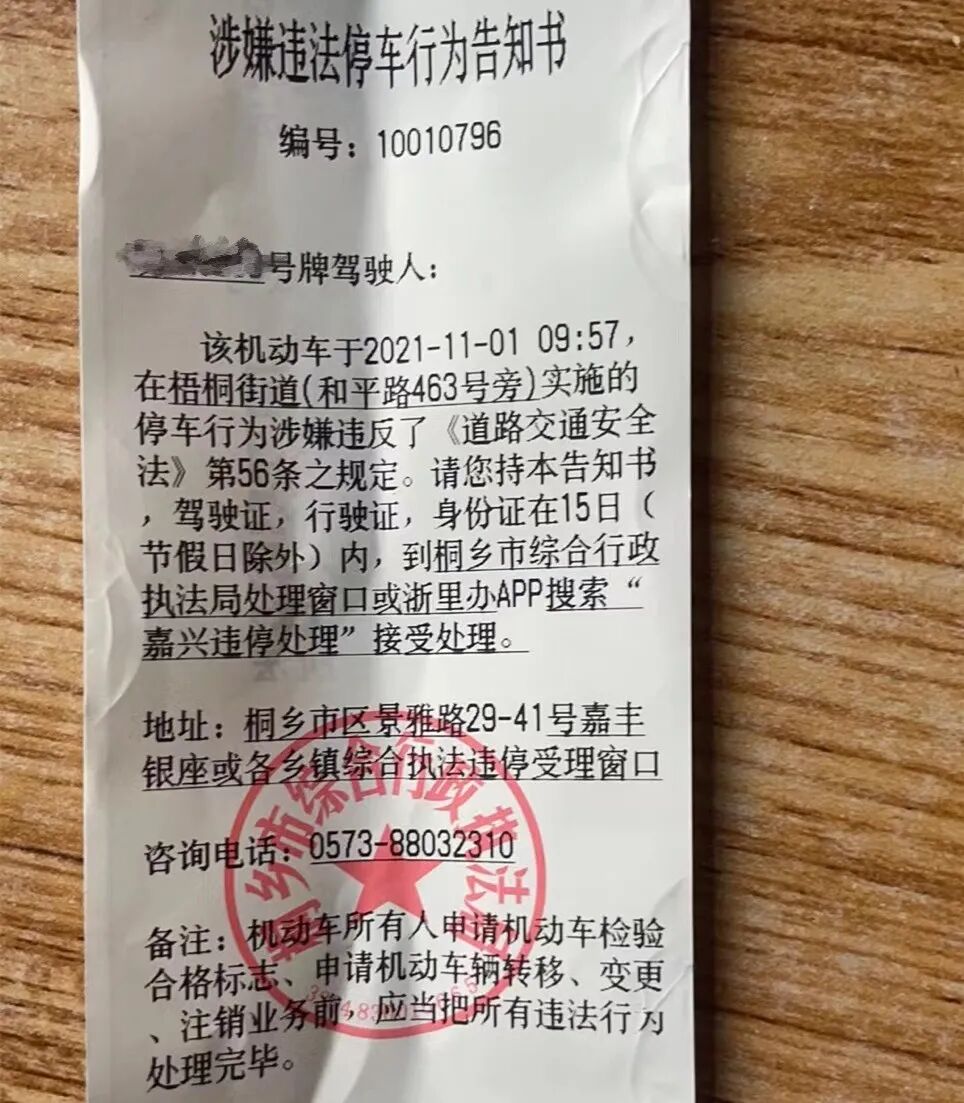 涉嫌违法停车行为告知书
编号：10010796
号牌驾驶人：
该机动车于2021-11-01 09:57，
在梧桐街道(和平路463号旁)实施的
停车行为涉嫌违反了《道路交通安全
法》第56条之规定。请您持本告知书
，驾驶证，行驶证，身份证在15日（
节假日除外）内，到桐乡市综合行政
执法局处理窗口或浙里办APP搜索“
嘉兴违停处理”接受处理。
地址：桐乡市区景雅路29-41号嘉丰
银座或各乡镇综合执法违停受理窗口
咨询电话：0573-88032310
桐乡市综合行政执法局
备注：机动车所有人申请机动车检验
合格标志、申请机动车辆转移、变更
、注销业务前，应当把所有违法行为
处理完毕。